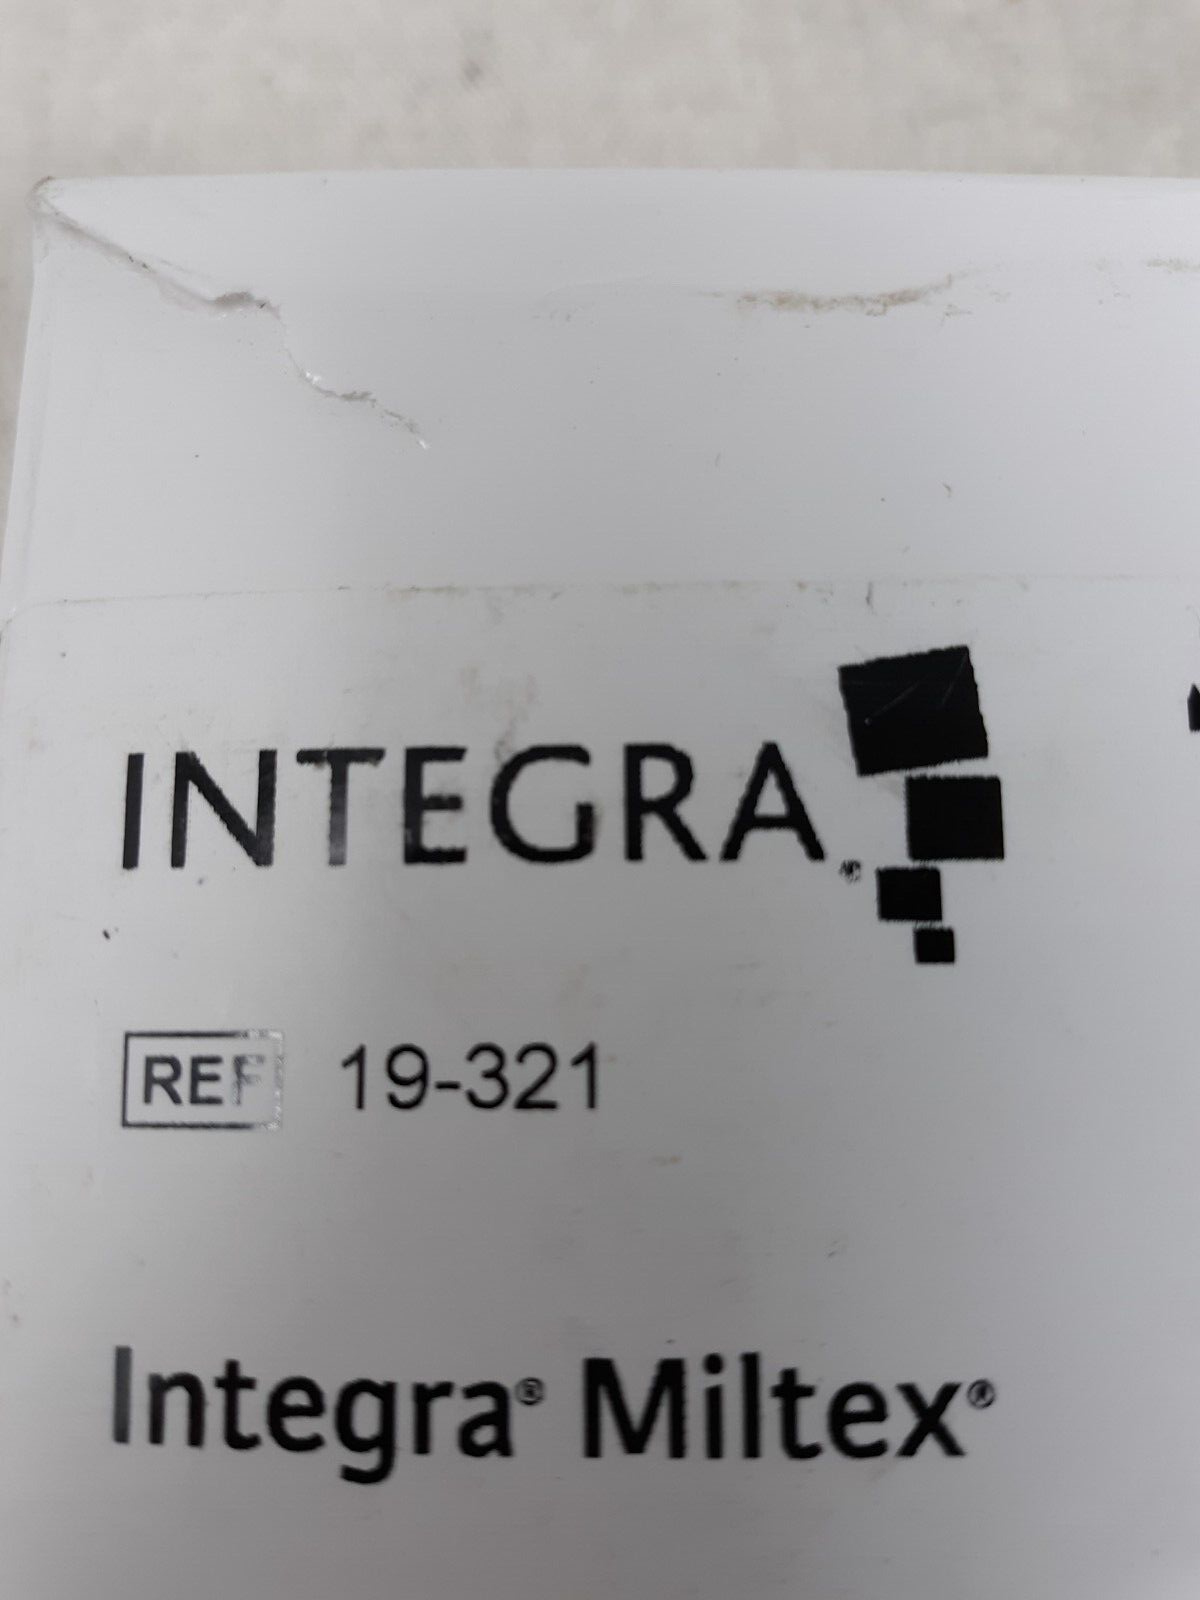 INTEGRA®
REF 19-321
Integra® Miltex®